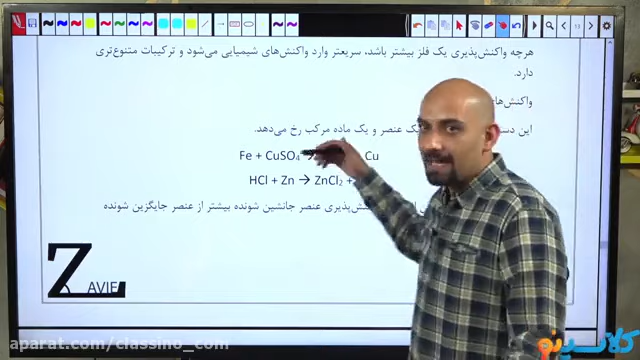 هرچه واکنش‌پذیری یک فلز بیشتر باشد، سریعتر وارد واکنش‌های شیمیایی می‌شود و ترکیبات متنوع‌تری
دارد.
واکنش‌های
این یک عنصر و یک ماده مرکب رخ می‌دهد.
Fe + CuSO₄ Cu
HCl + Zn → ZnCl₂ +
واکنش‌پذیری عنصر جانشین شونده بیشتر از عنصر جایگزین شونده
ZAVIE
aparat.com/classino_com
کلاسینو